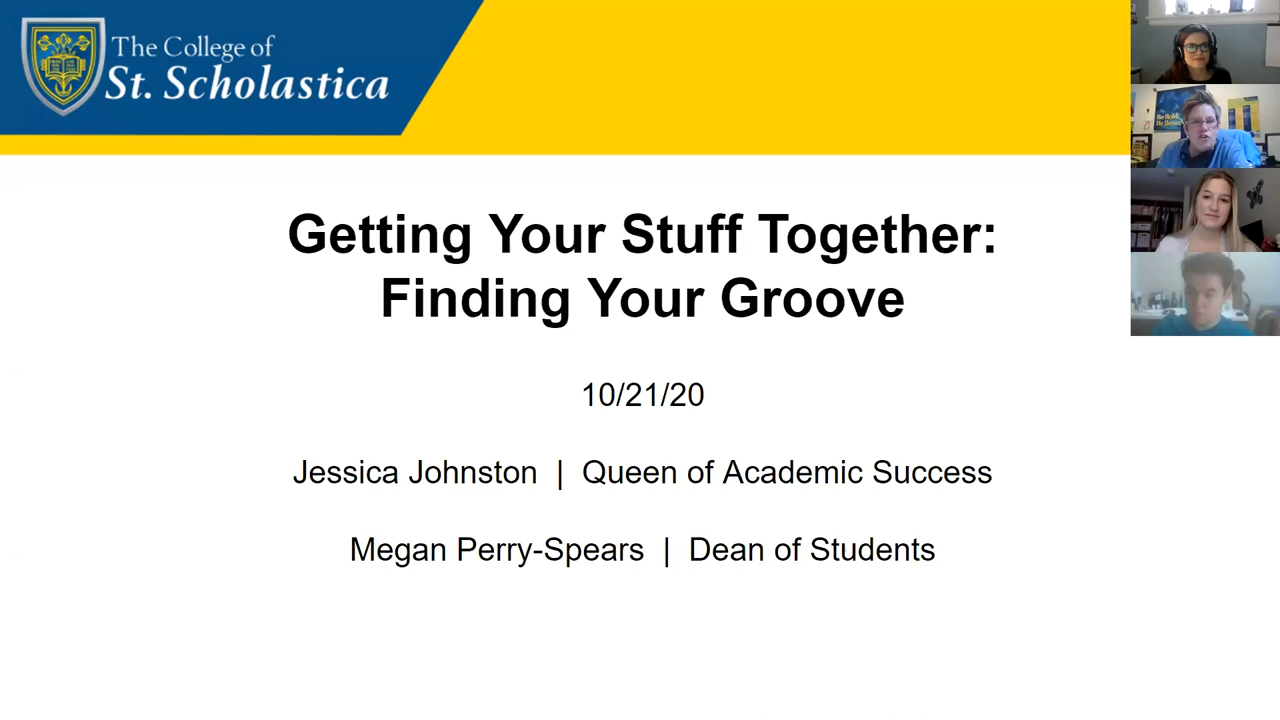 The College of
St. Scholastica
Getting Your Stuff Together:
Finding Your Groove
10/21/20
Jessica Johnston | Queen of Academic Success
Megan Perry-Spears | Dean of Students